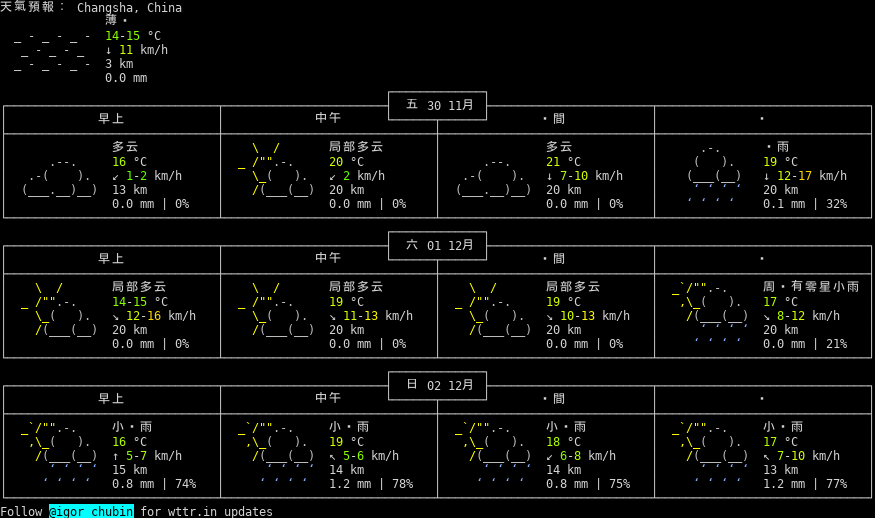 天氣預報： Changsha, China
薄・
14-15 °C
↓ 11 km/h
3 km
0.0 mm
五 30 11月
早上 中午 ・間 ・
多云 局部多云 多云 ・雨
16 °C 20 °C 21 °C 19 °C
↙ 1-2 km/h ↙ 2 km/h ↓ 7-10 km/h ↓ 12-17 km/h
13 km 20 km 20 km 20 km
0.0 mm | 0% 0.0 mm | 0% 0.0 mm | 0% 0.1 mm | 32%
六 01 12月
早上 中午 ・間 ・
局部多云 局部多云 局部多云 周・有零星小雨
14-15 °C 19 °C 19 °C 17 °C
↘ 12-16 km/h ↘ 11-13 km/h ↘ 10-13 km/h ↘ 8-12 km/h
20 km 20 km 20 km 20 km
0.0 mm | 0% 0.0 mm | 0% 0.0 mm | 0% 0.0 mm | 21%
日 02 12月
早上 中午 ・間 ・
小・雨 小・雨 小・雨 小・雨
16 °C 19 °C 18 °C 17 °C
↑ 5-7 km/h ↖ 5-6 km/h ↙ 6-8 km/h ↖ 7-10 km/h
15 km 14 km 14 km 13 km
0.8 mm | 74% 1.2 mm | 78% 0.8 mm | 75% 1.2 mm | 77%
Follow @igor_chubin for wttr.in updates